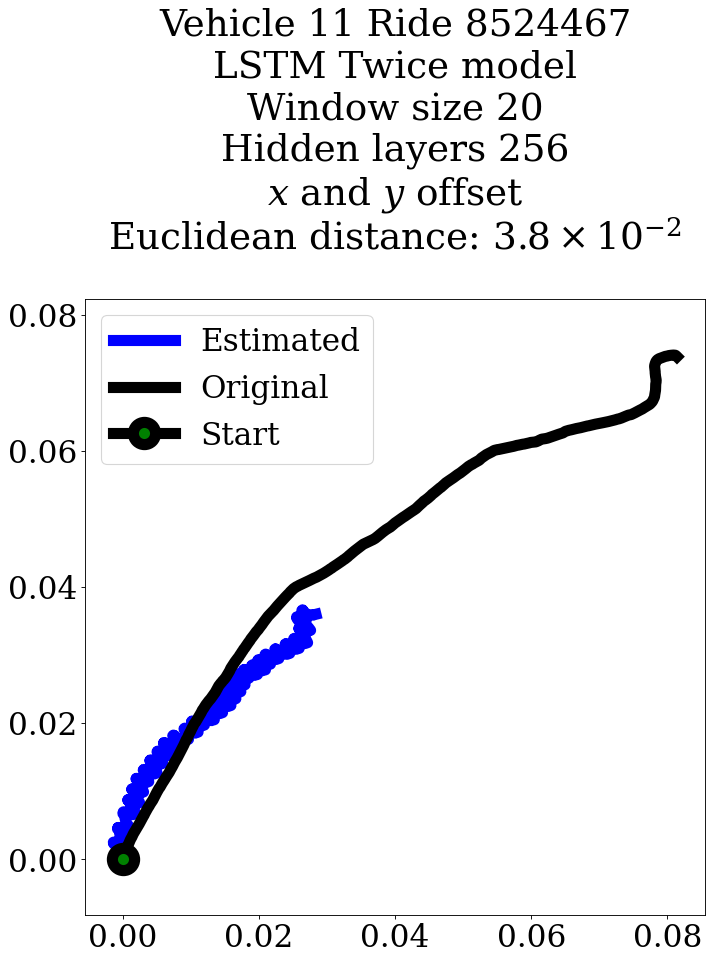 Vehicle 11 Ride 8524467
LSTM Twice model
Window size 20
Hidden layers 256
x and y offset
Euclidean distance: 3.8 × 10⁻²
0.08
Estimated
Original
Start
0.06
0.04
0.02
0.00
0.00 0.02 0.04 0.06 0.08